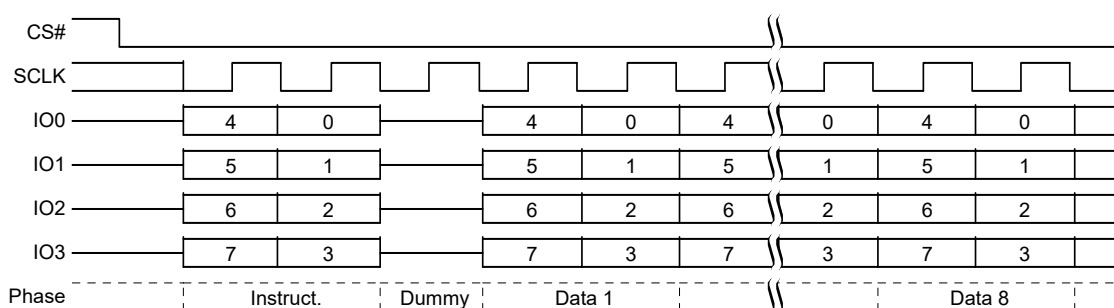 CS#
SCLK
IO0 4 0 4 0 4 0 4 0
IO1 5 1 5 1 5 1 5 1
IO2 6 2 6 2 6 2 6 2
IO3 7 3 7 3 7 3 7 3
Phase Instruct. Dummy Data 1 Data 8